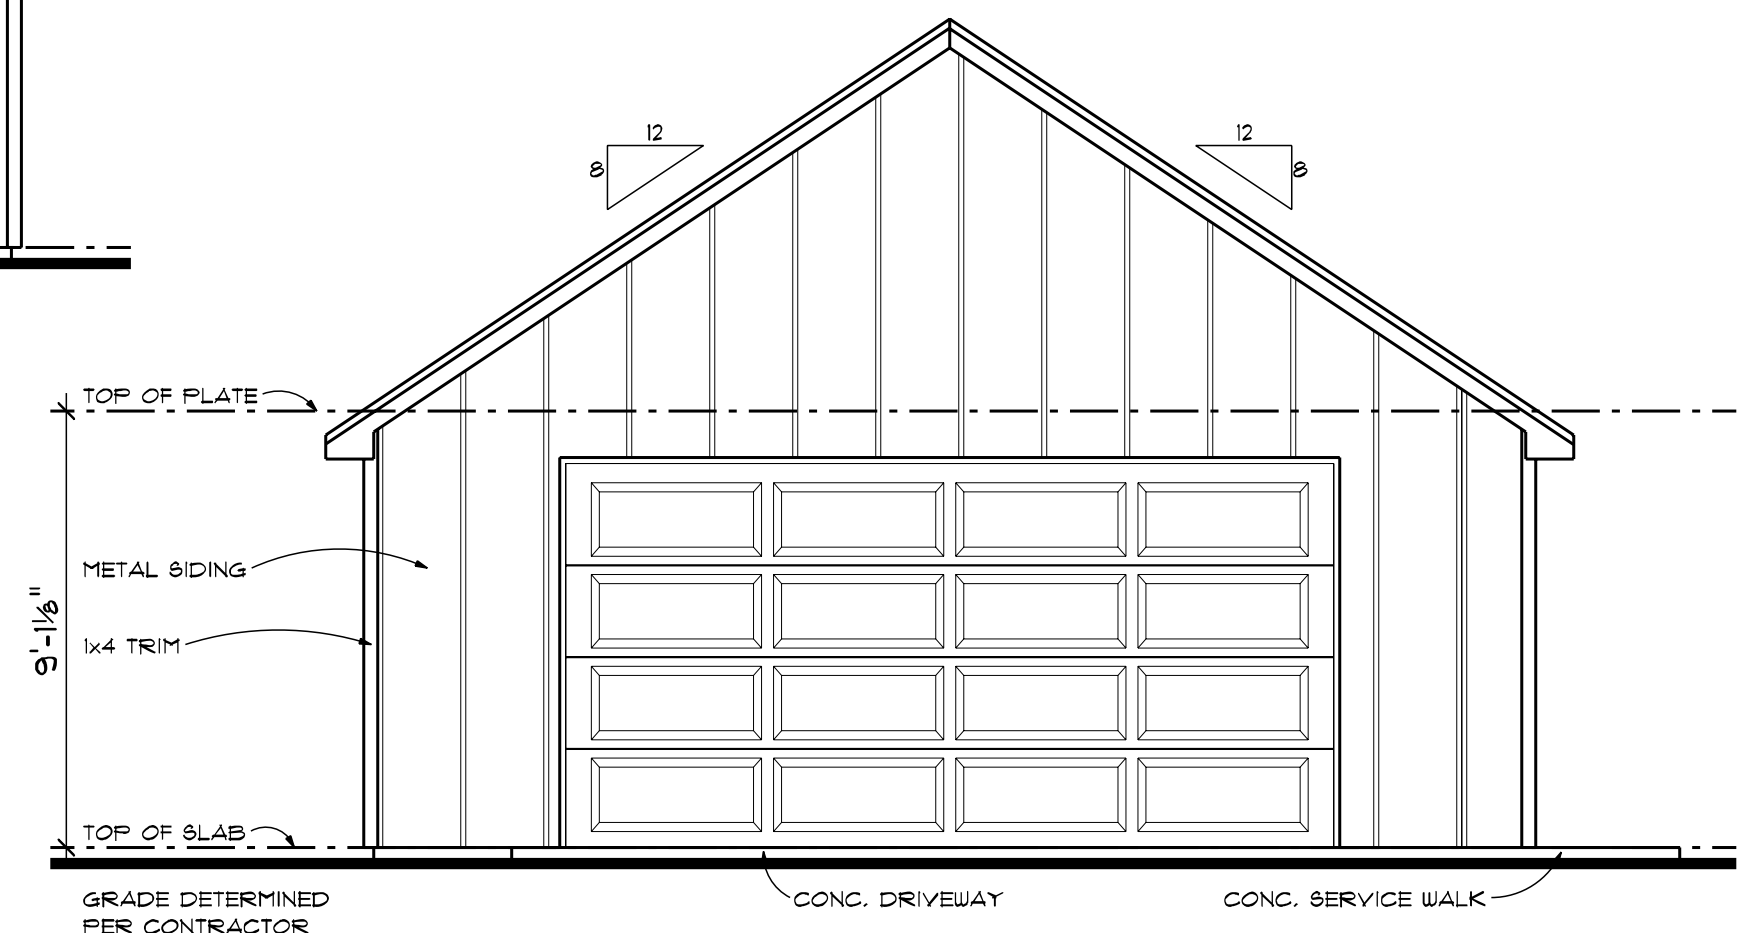 12
12
8
8
TOP OF PLATE
METAL SIDING
9'-1⅛"
1x4 TRIM
TOP OF SLAB
GRADE DETERMINED
PER CONTRACTOR
CONC. DRIVEWAY
CONC. SERVICE WALK